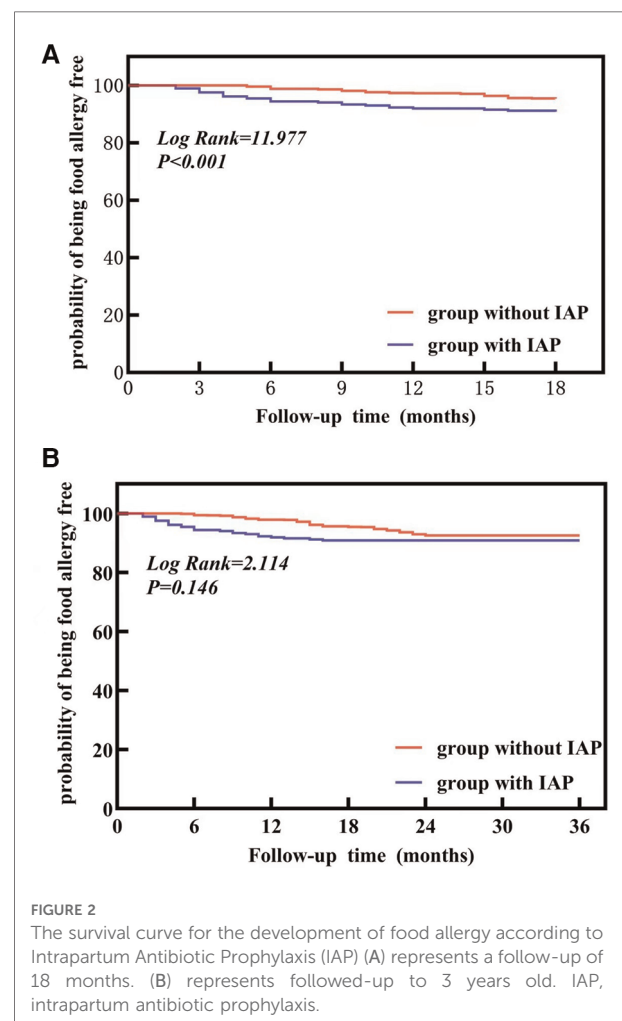 A
probability of being food allergy free
100
80
60
40
20
0
Log Rank=11.977
P<0.001
group without IAP
group with IAP
0 3 6 9 12 15 18
Follow-up time (months)
B
probability of being food allergy free
100
80
60
40
20
0
Log Rank=2.114
P=0.146
group without IAP
group with IAP
0 6 12 18 24 30 36
Follow-up time (months)
FIGURE 2
The survival curve for the development of food allergy according to
Intrapartum Antibiotic Prophylaxis (IAP) (A) represents a follow-up of
18 months. (B) represents followed-up to 3 years old. IAP,
intrapartum antibiotic prophylaxis.